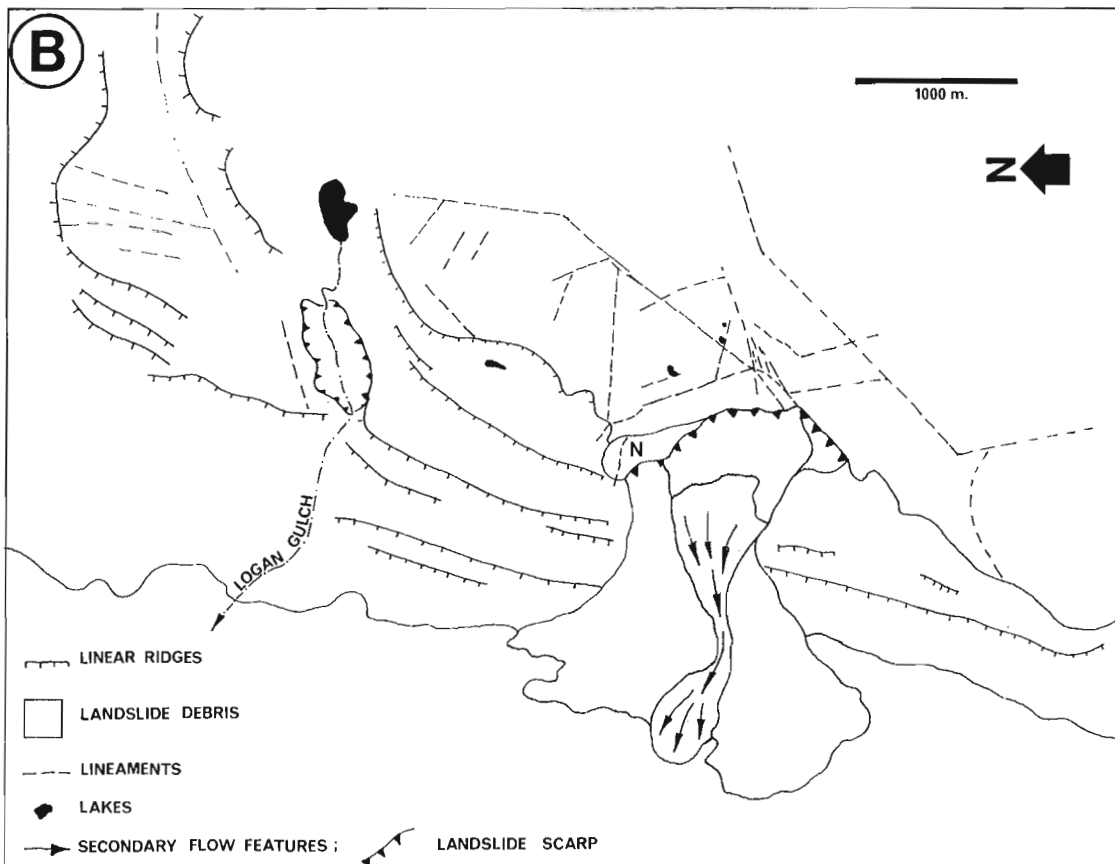 B
1000 m.
N
N
LOGAN GULCH
LINEAR RIDGES
LANDSLIDE DEBRIS
LINEAMENTS
LAKES
SECONDARY FLOW FEATURES ; LANDSLIDE SCARP